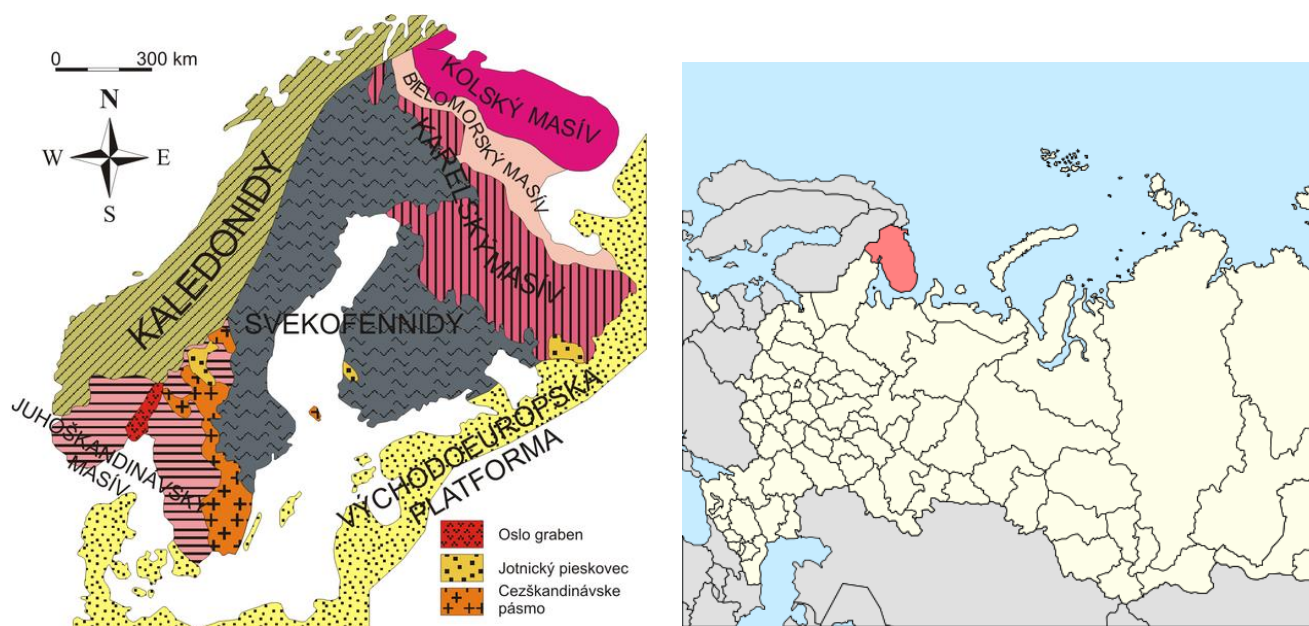 0 300 km
N
W E
S
KOLSKÝ MASÍV
BIELOMORSKÝ MASÍV
KARELSKÝ MASÍV
KALEDONIDY
SVEKOFENNIDY
JUHOŠKANDINÁVSKY
MASÍV
VÝCHODOEURÓPSKA
PLATFORMA
Oslo graben
Jotnický pieskovec
Cezškandinávske
pásmo